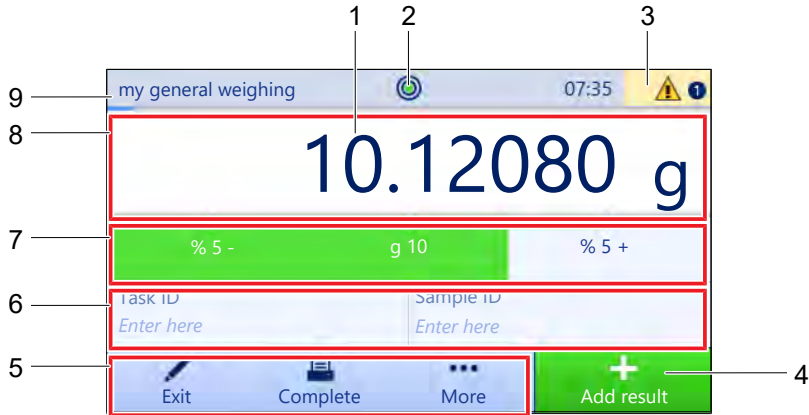 1 2 3
9 my general weighing 07:35 1
8 10.12080 g
7 % 5 - g 10 % 5 +
6 Task ID Sample ID
Enter here Enter here
5 Exit Complete More Add result 4